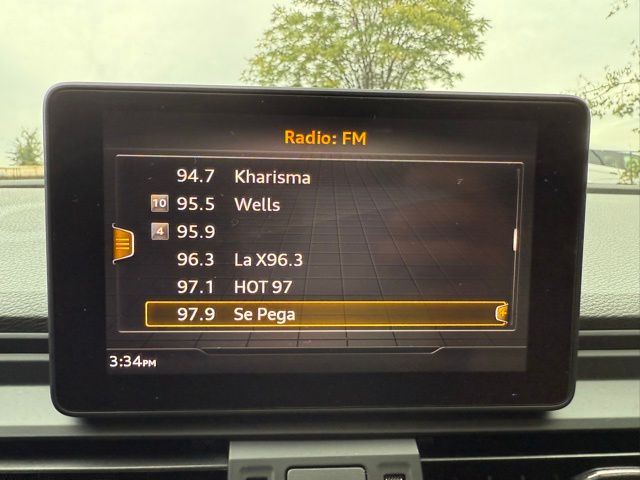 Radio: FM
94.7 Kharisma
10 95.5 Wells
4 95.9
96.3 La X96.3
97.1 HOT 97
97.9 Se Pega
3:34PM